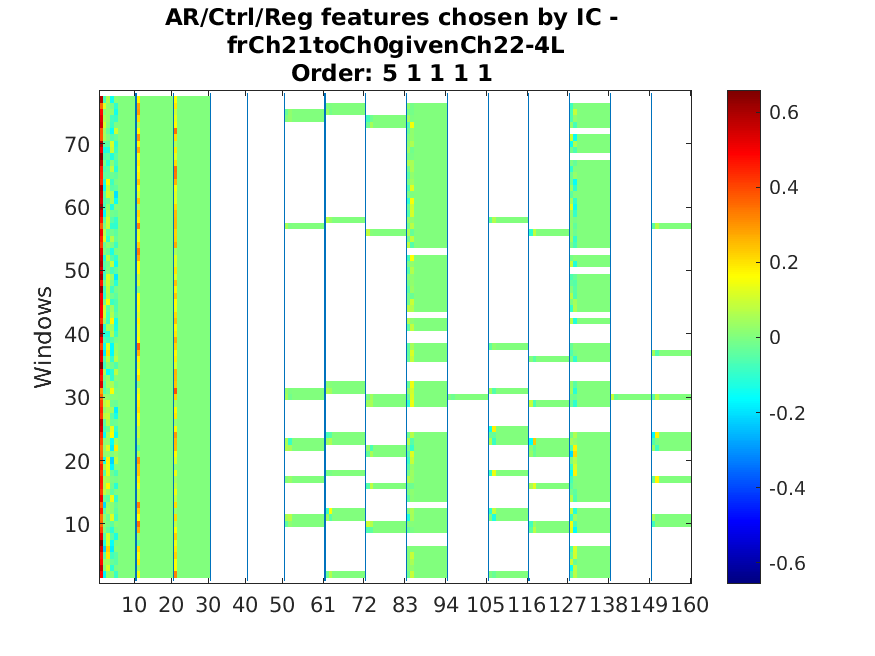 AR/Ctrl/Reg features chosen by IC -
frCh21toCh0givenCh22-4L
Order: 5 1 1 1 1
Windows
70
60
50
40
30
20
10
10 20 30 40 50 61 72 83 94 105 116 127 138 149 160
0.6
0.4
0.2
0
-0.2
-0.4
-0.6